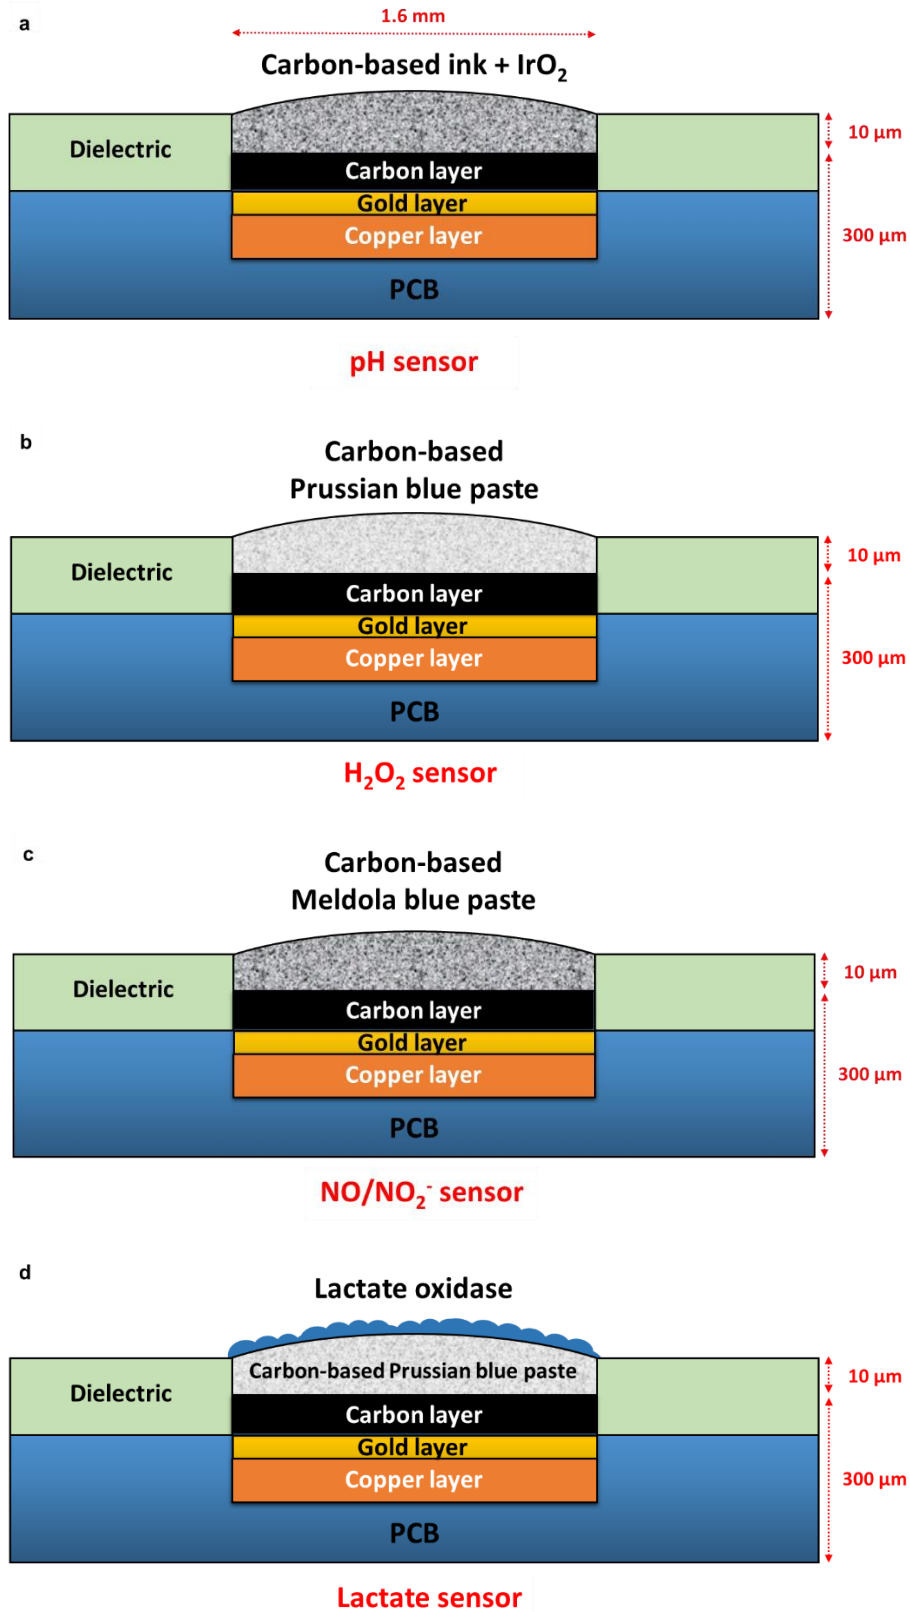 a
1.6 mm
Carbon-based ink + IrO₂
Dielectric
10 µm
Carbon layer
Gold layer
Copper layer
300 µm
PCB
pH sensor
b
Carbon-based
Prussian blue paste
Dielectric
10 µm
Carbon layer
Gold layer
Copper layer
300 µm
PCB
H₂O₂ sensor
c
Carbon-based
Meldola blue paste
Dielectric
10 µm
Carbon layer
Gold layer
Copper layer
300 µm
PCB
NO/NO₂⁻ sensor
d
Lactate oxidase
Carbon-based Prussian blue paste
Dielectric
10 µm
Carbon layer
Gold layer
Copper layer
300 µm
PCB
Lactate sensor